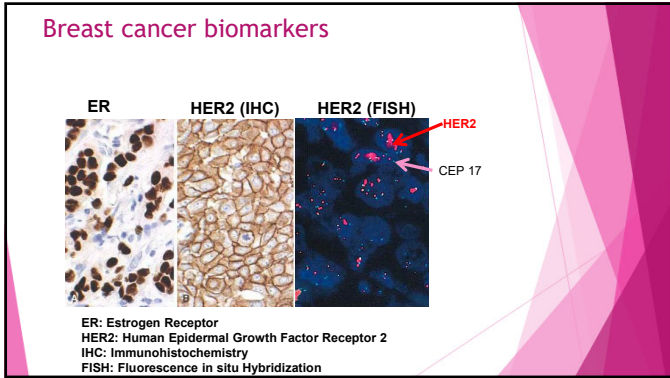 Breast cancer biomarkers
ER
HER2 (IHC)
HER2 (FISH)
HER2
CEP 17
A
B
ER: Estrogen Receptor
HER2: Human Epidermal Growth Factor Receptor 2
IHC: Immunohistochemistry
FISH: Fluorescence in situ Hybridization